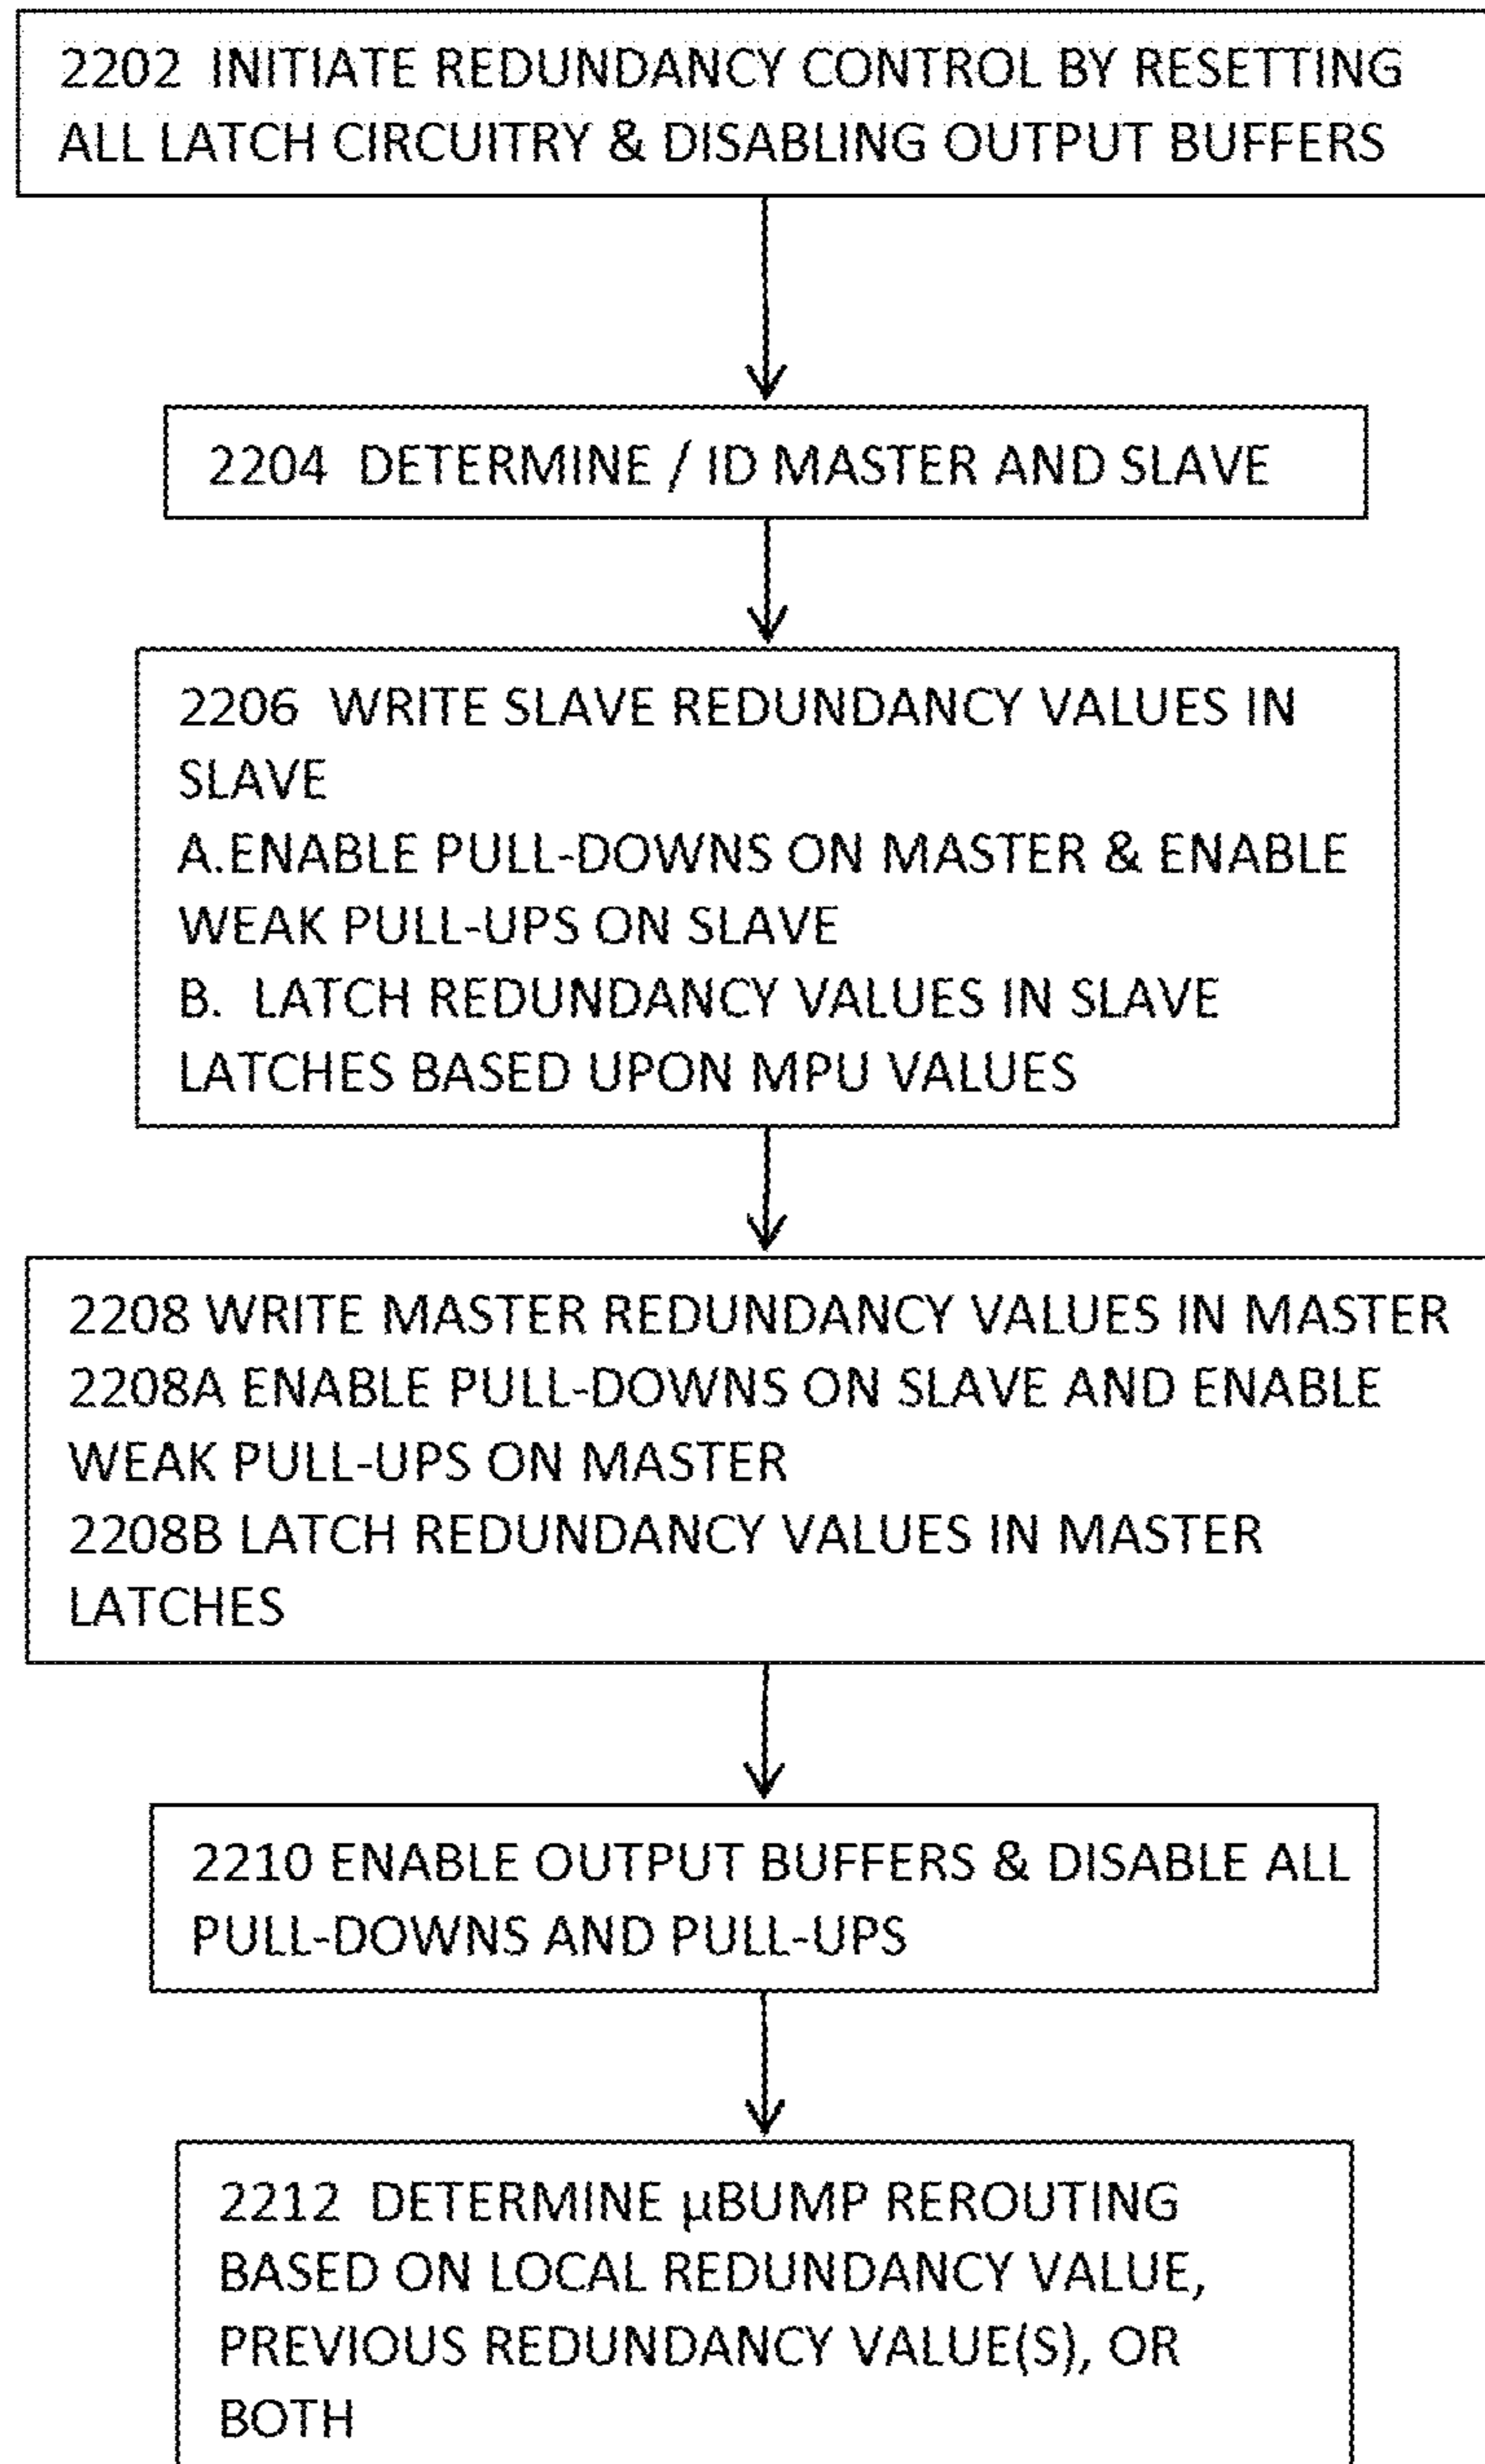 2202 INITIATE REDUNDANCY CONTROL BY RESETTING
ALL LATCH CIRCUITRY & DISABLING OUTPUT BUFFERS
2204 DETERMINE / ID MASTER AND SLAVE
2206 WRITE SLAVE REDUNDANCY VALUES IN
SLAVE
A.ENABLE PULL-DOWNS ON MASTER & ENABLE
WEAK PULL-UPS ON SLAVE
B. LATCH REDUNDANCY VALUES IN SLAVE
LATCHES BASED UPON MPU VALUES
2208 WRITE MASTER REDUNDANCY VALUES IN MASTER
2208A ENABLE PULL-DOWNS ON SLAVE AND ENABLE
WEAK PULL-UPS ON MASTER
2208B LATCH REDUNDANCY VALUES IN MASTER
LATCHES
2210 ENABLE OUTPUT BUFFERS & DISABLE ALL
PULL-DOWNS AND PULL-UPS
2212 DETERMINE µBUMP REROUTING
BASED ON LOCAL REDUNDANCY VALUE,
PREVIOUS REDUNDANCY VALUE(S), OR
BOTH